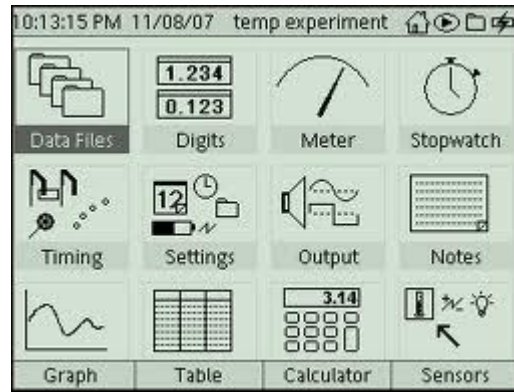 10:13:15 PM 11/08/07 temp experiment
1.234
0.123
Data Files Digits Meter Stopwatch
12
Timing Settings Output Notes
3.14
Graph Table Calculator Sensors